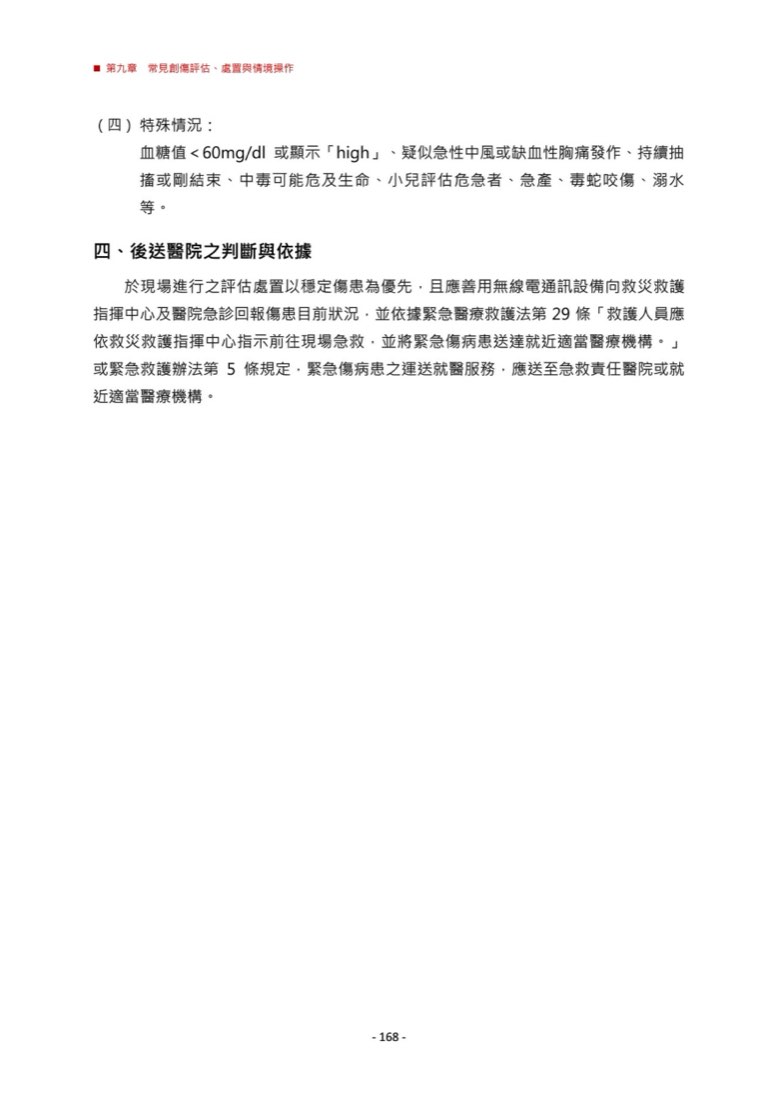 ■ 第九章 常見創傷評估、處置與情境操作
(四)特殊情況：
血糖值<60mg/dl 或顯示「high」、疑似急性中風或缺血性胸痛發作、持續抽
搐或剛結束、中毒可能危及生命、小兒評估危急者、急產、毒蛇咬傷、溺水
等。
四、後送醫院之判斷與依據
於現場進行之評估處置以穩定傷患為優先，且應善用無線電通訊設備向救災救護
指揮中心及醫院急診回報傷患目前狀況，並依據緊急醫療救護法第 29 條「救護人員應
依救災救護指揮中心指示前往現場急救，並將緊急傷病患送達就近適當醫療機構。」
或緊急救護辦法第 5 條規定，緊急傷病患之運送就醫服務，應送至急救責任醫院或就
近適當醫療機構。
- 168 -